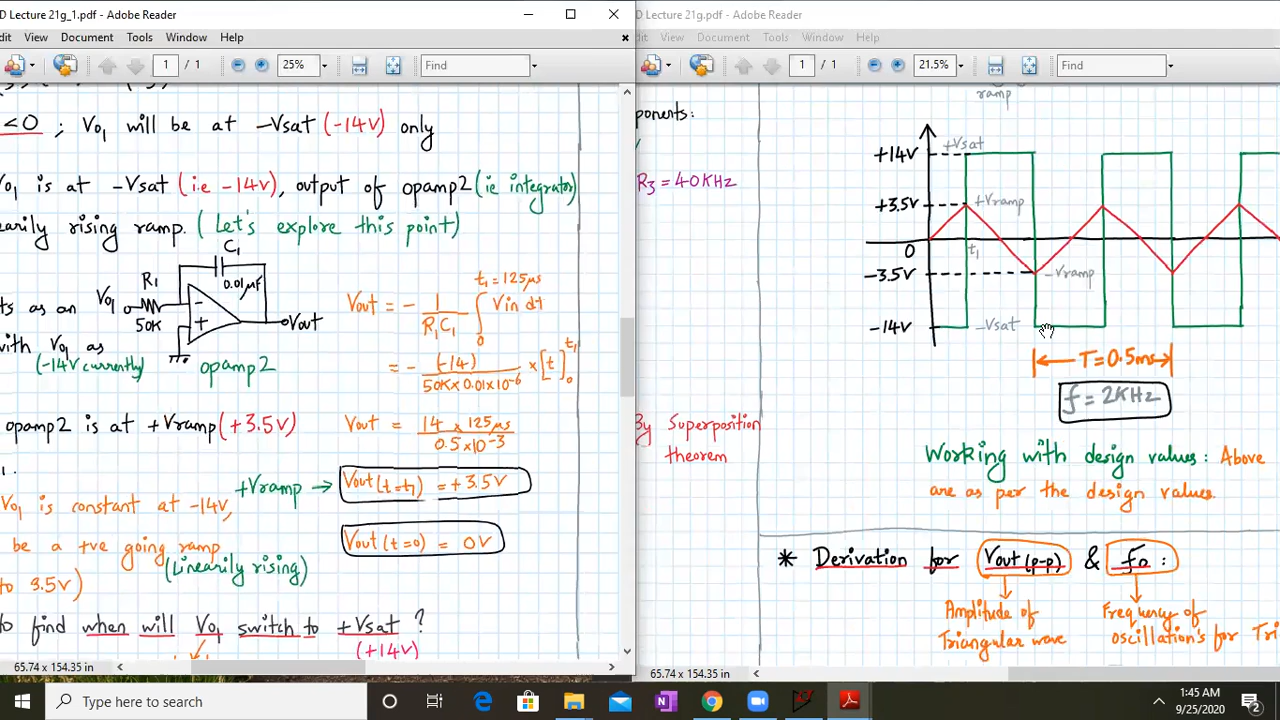 D Lecture 21g_1.pdf - Adobe Reader
dit View Document Tools Window Help
1 / 1 25% Find
< 0 ; Vo1 will be at -Vsat (-14V) only
Vo1 is at -Vsat (i.e -14V), output of opamp2 (ie integrator)
early rising ramp. (Let's explore this point)
C1
R1
0.01µF
Vo1
50K
-
+
Vout
opamp2
ts as an
with Vo1 as
(-14V currently)
t1 = 125µs
Vout = - 1/R1C1 ∫ Vin dt
0
= - (-14)/50K×0.01×10⁻⁶ × [t] t1 0
Vout = 14 × 125µs/0.5×10⁻³
opamp2 is at +Vramp (+3.5V)
+Vramp → Vout(t=t1) = +3.5V
Vo1 is constant at -14V,
Vout(t=0) = 0V
be a +ve going ramp
(Linearily rising)
to 3.5V)
to find when will Vo1 switch to +Vsat ?
(+14V)
65.74 x 154.35 in
D Lecture 21g.pdf - Adobe Reader
dit View Document Tools Window Help
1 / 1 21.5% Find
ramp
ponents:
R3 = 40KHz
By Superposition
theorem
+14V +Vsat
+3.5V +Vramp
0 t1
-3.5V -Vramp
-14V -Vsat
T=0.5ms
f = 2KHz
Working with design values: Above
are as per the design values.
* Derivation for Vout (p-p) & fo :
Amplitude of Frequency of
Triangular wave oscillation's for Tri
65.74 x 154.35 in
Type here to search
1:45 AM
9/25/2020
2